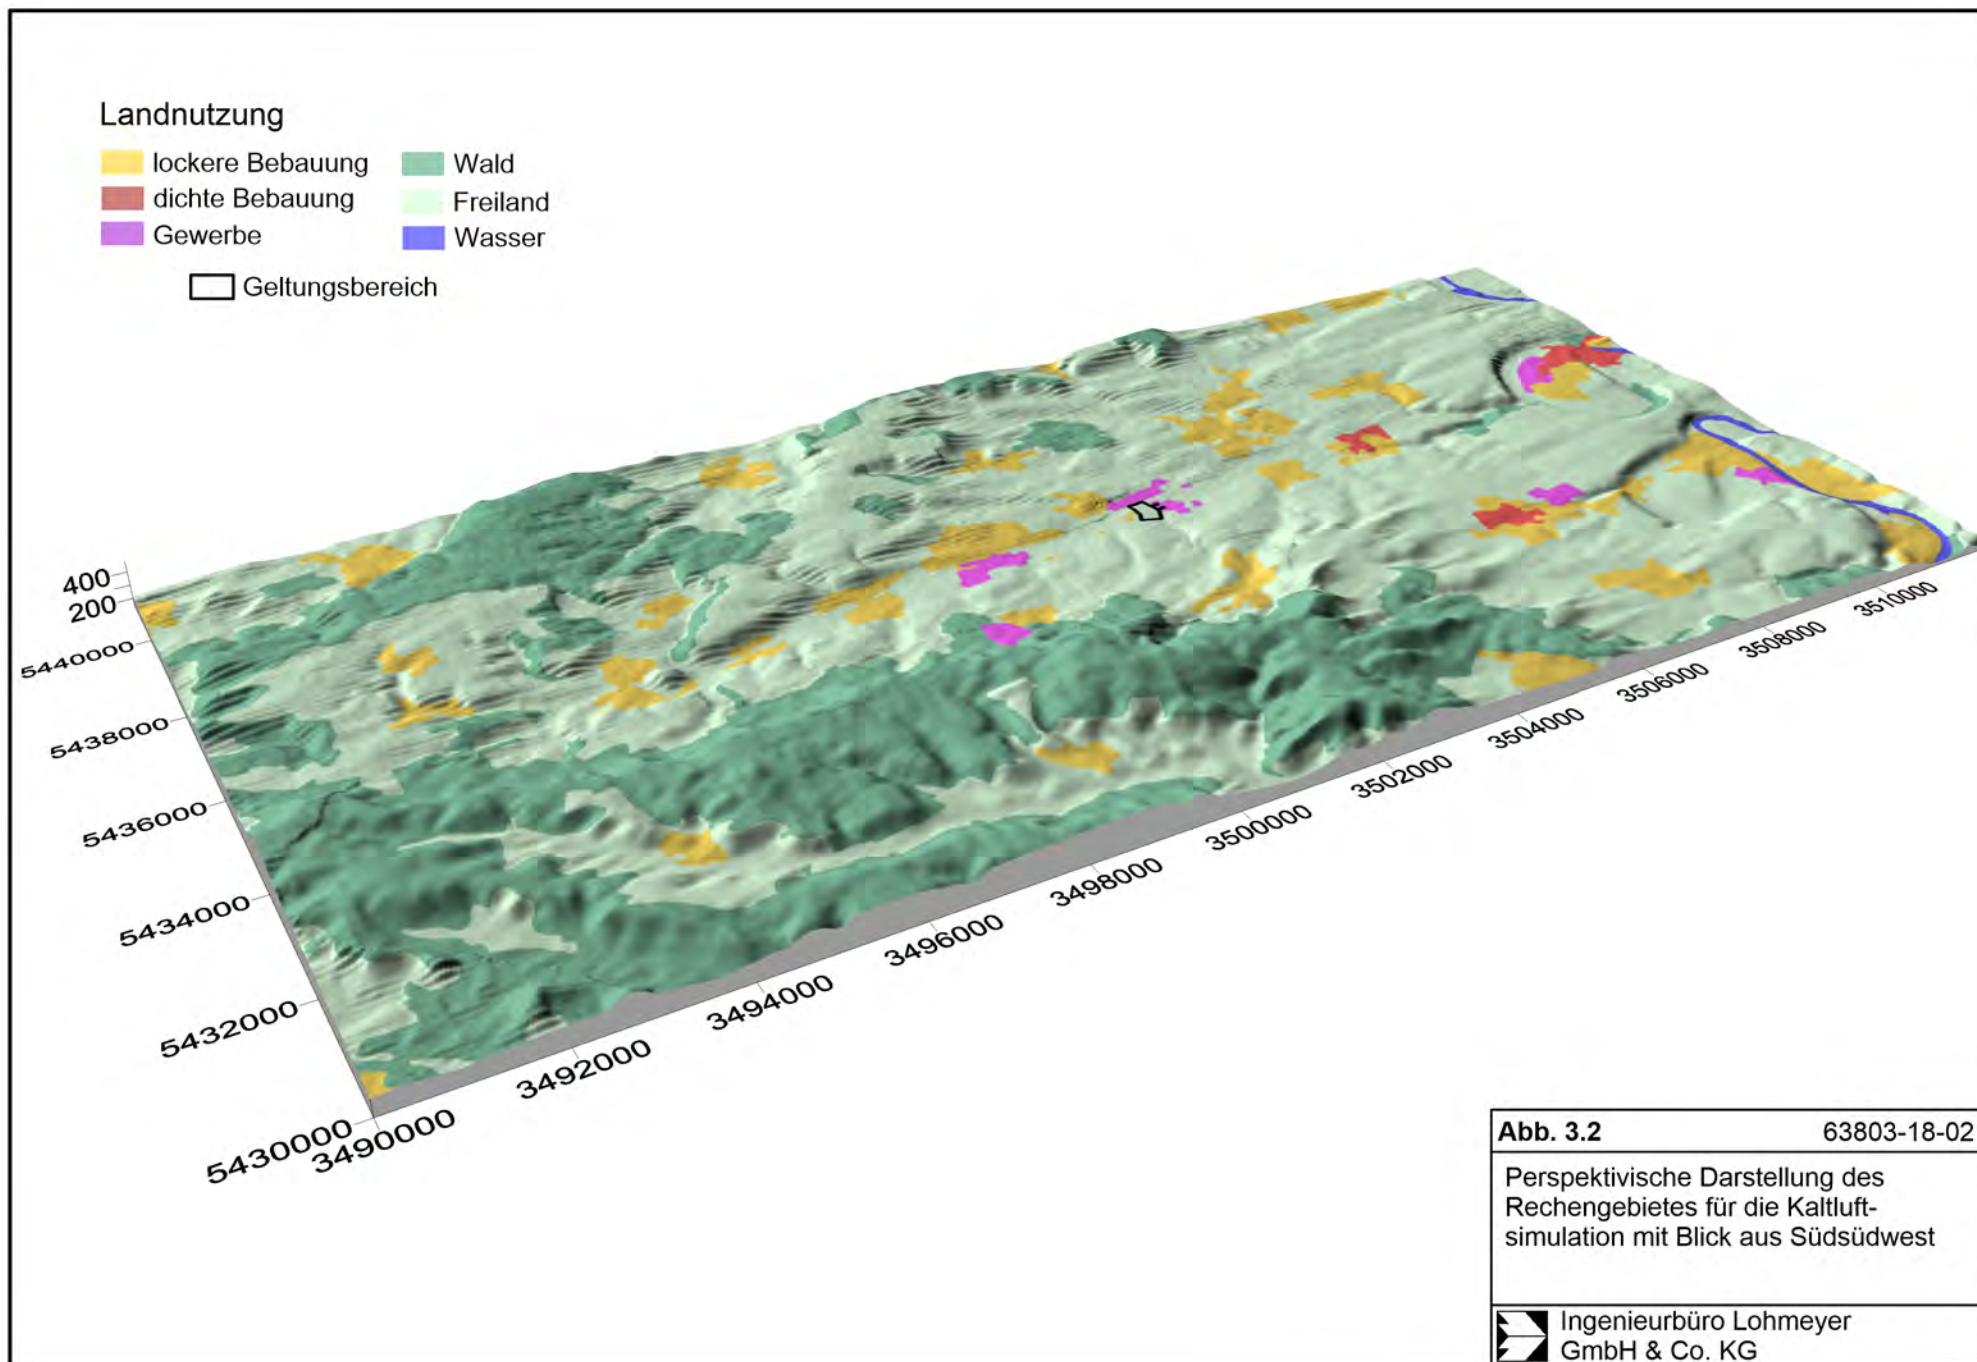 Landnutzung
lockere Bebauung
Wald
dichte Bebauung
Freiland
Gewerbe
Wasser
Geltungsbereich
400
200
5440000
5438000
5436000
5434000
5432000
5430000
3490000
3492000
3494000
3496000
3498000
3500000
3502000
3504000
3506000
3508000
3510000
Abb. 3.2 63803-18-02
Perspektivische Darstellung des
Rechengebietes für die Kaltluft-
simulation mit Blick aus Südsüdwest
Ingenieurbüro Lohmeyer
GmbH & Co. KG